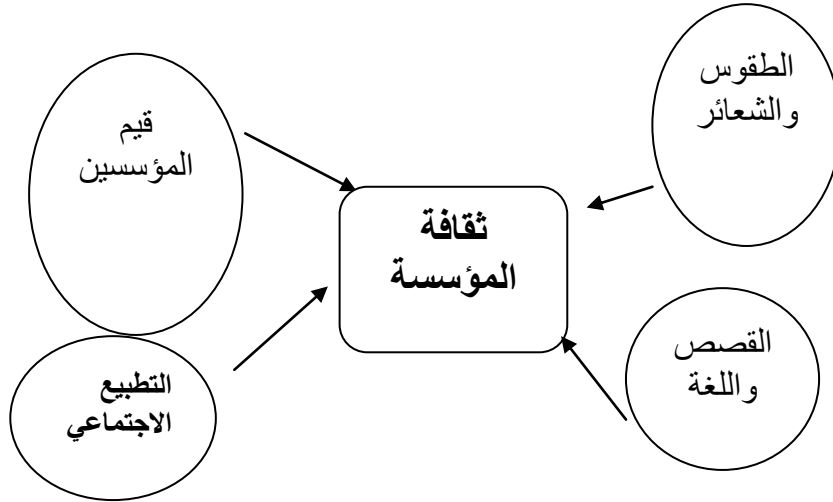 الطقوس
والشعائر
قيم
المؤسسين
ثقافة
المؤسسة
القصص
واللغة
التطبيع
الاجتماعي